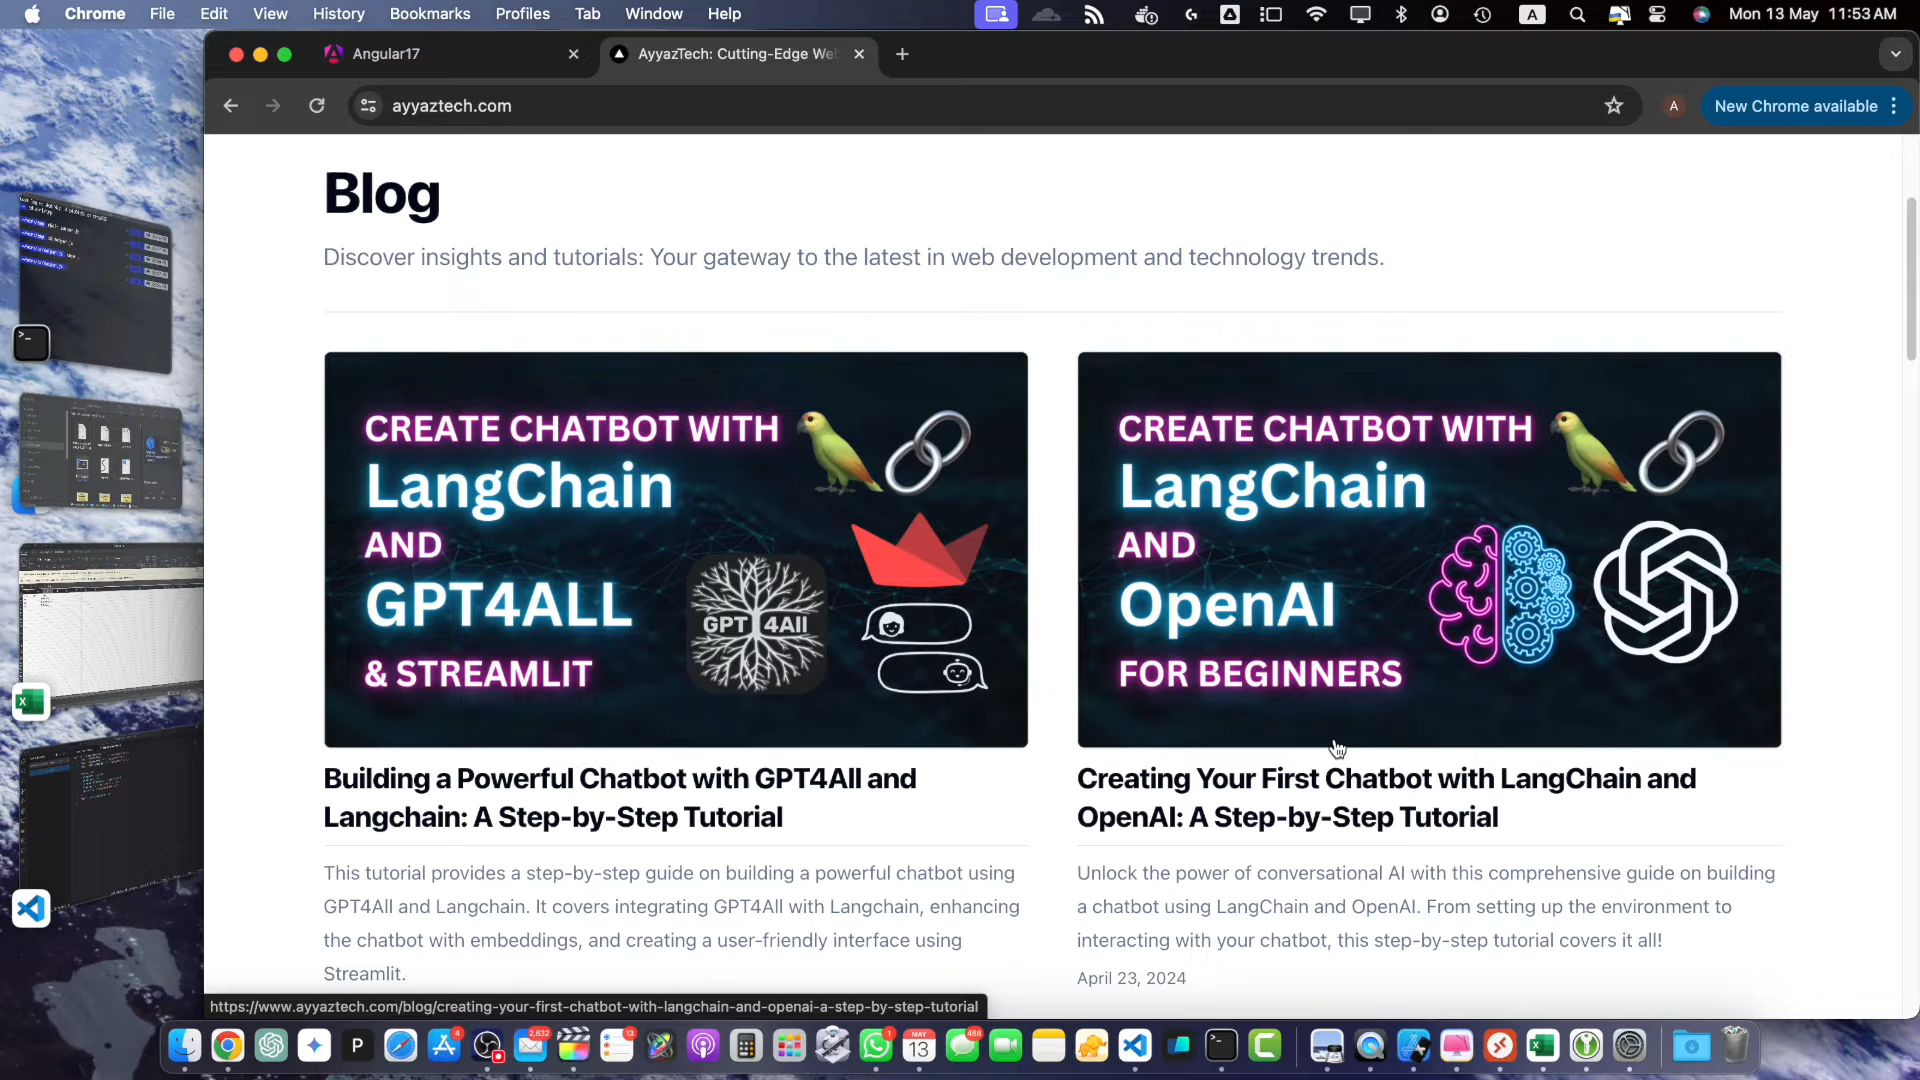 Chrome File Edit View History Bookmarks Profiles Tab Window Help A Mon 13 May 11:53 AM
Angular17
AyyazTech: Cutting-Edge We
ayyaztech.com
A
New Chrome available
Blog
Discover insights and tutorials: Your gateway to the latest in web development and technology trends.
CREATE CHATBOT WITH
LangChain
AND
GPT4ALL
& STREAMLIT
GPT 4All
CREATE CHATBOT WITH
LangChain
AND
OpenAI
FOR BEGINNERS
Building a Powerful Chatbot with GPT4All and
Langchain: A Step-by-Step Tutorial
This tutorial provides a step-by-step guide on building a powerful chatbot using
GPT4All and Langchain. It covers integrating GPT4All with Langchain, enhancing
the chatbot with embeddings, and creating a user-friendly interface using
Streamlit.
Creating Your First Chatbot with LangChain and
OpenAI: A Step-by-Step Tutorial
Unlock the power of conversational AI with this comprehensive guide on building
a chatbot using LangChain and OpenAI. From setting up the environment to
interacting with your chatbot, this step-by-step tutorial covers it all!
April 23, 2024
https://www.ayyaztech.com/blog/creating-your-first-chatbot-with-langchain-and-openai-a-step-by-step-tutorial
P 4 2,832 13 1 MAY 13 488